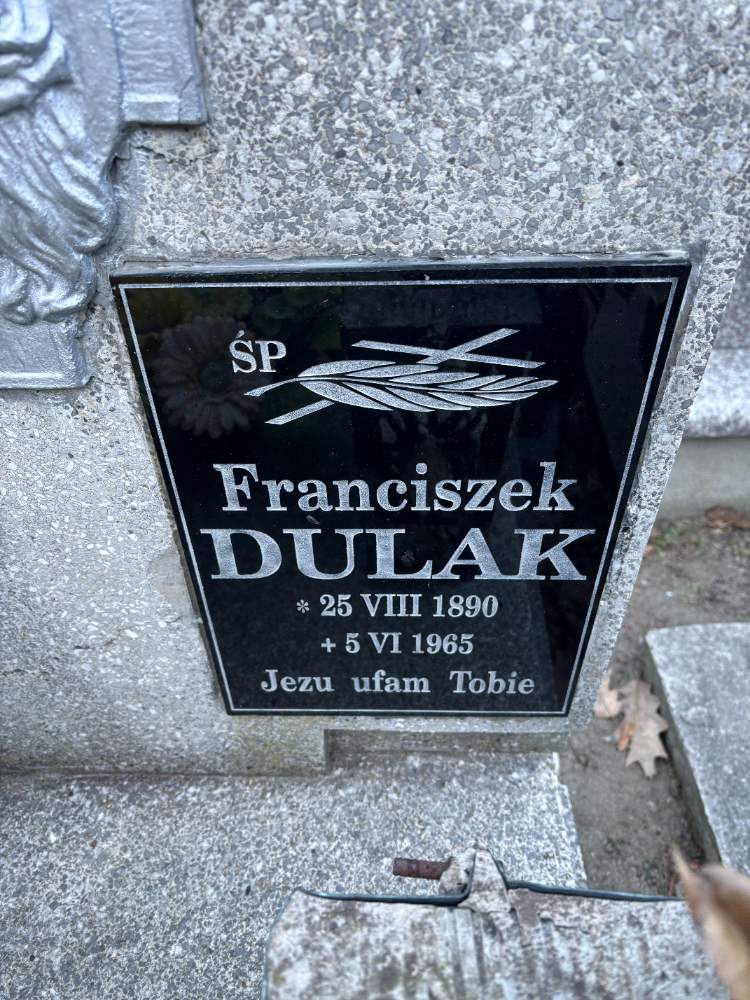 ŚP
Franciszek
DULAK
* 25 VIII 1890
+ 5 VI 1965
Jezu ufam Tobie